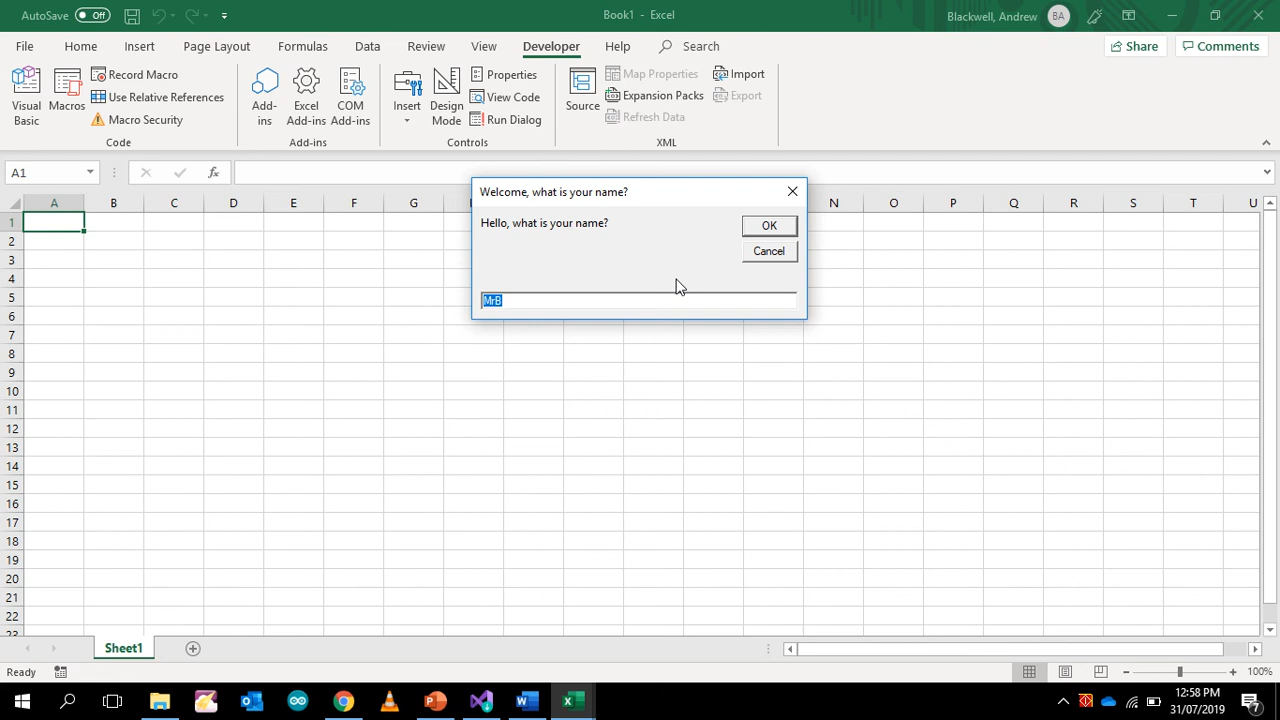 AutoSave Off Book1 - Excel Blackwell, Andrew BA
File Home Insert Page Layout Formulas Data Review View Developer Help Search Share Comments
Visual Basic
Macros
Record Macro
Use Relative References
Macro Security
Code
Add-ins
Excel Add-ins
COM Add-ins
Add-ins
Insert
Design Mode
Properties
View Code
Run Dialog
Controls
Source
Map Properties
Expansion Packs
Refresh Data
Import
Export
XML
A1 fx
A B C D E F G N O P Q R S T U
Welcome, what is your name?
Hello, what is your name?
OK
Cancel
MrB
1
2
3
4
5
6
7
8
9
10
11
12
13
14
15
16
17
18
19
20
21
22
23
Sheet1
Ready 100%
12:58 PM
31/07/2019
7